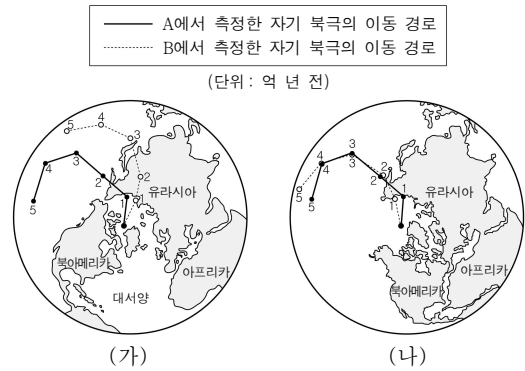 A에서 측정한 자기 북극의 이동 경로
B에서 측정한 자기 북극의 이동 경로
(단위 : 억 년 전)
5
4
3
4
3
2
2
5
1
1
유라시아
북아메리카
아프리카
대서양
(가)
3
3
4
4
2
2
5
5
1
1
유라시아
북아메리카
아프리카
(나)